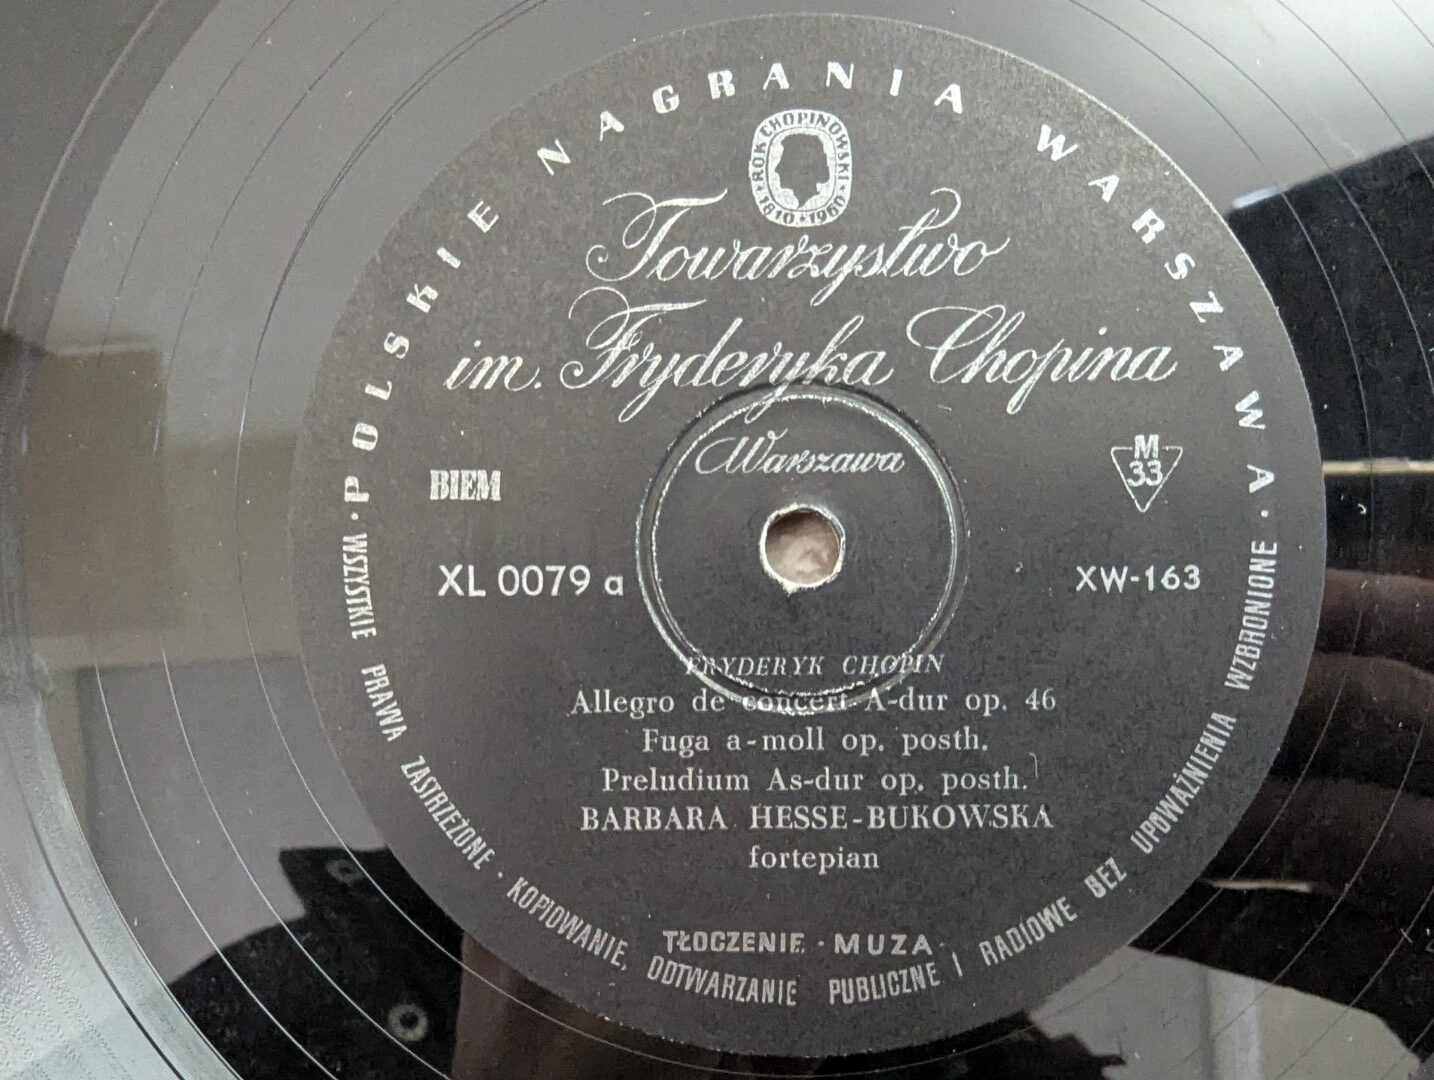 POLSKIE NAGRANIA WARSZAWA
ROK CHOPINOWSKI
1810 • 1960
Towarzystwo
im. Fryderyka Chopina
Warszawa
BIEM
M
33
XL 0079 a
XW-163
FRYDERYK CHOPIN
Allegro de concert A-dur op. 46
Fuga a-moll op. posth.
Preludium As-dur op. posth.
BARBARA HESSE-BUKOWSKA
fortepian
TŁOCZENIE · MUZA
· WSZYSTKIE PRAWA ZASTRZEŻONE · KOPIOWANIE, ODTWARZANIE PUBLICZNE I RADIOWE BEZ UPOWAŻNIENIA WZBRONIONE ·